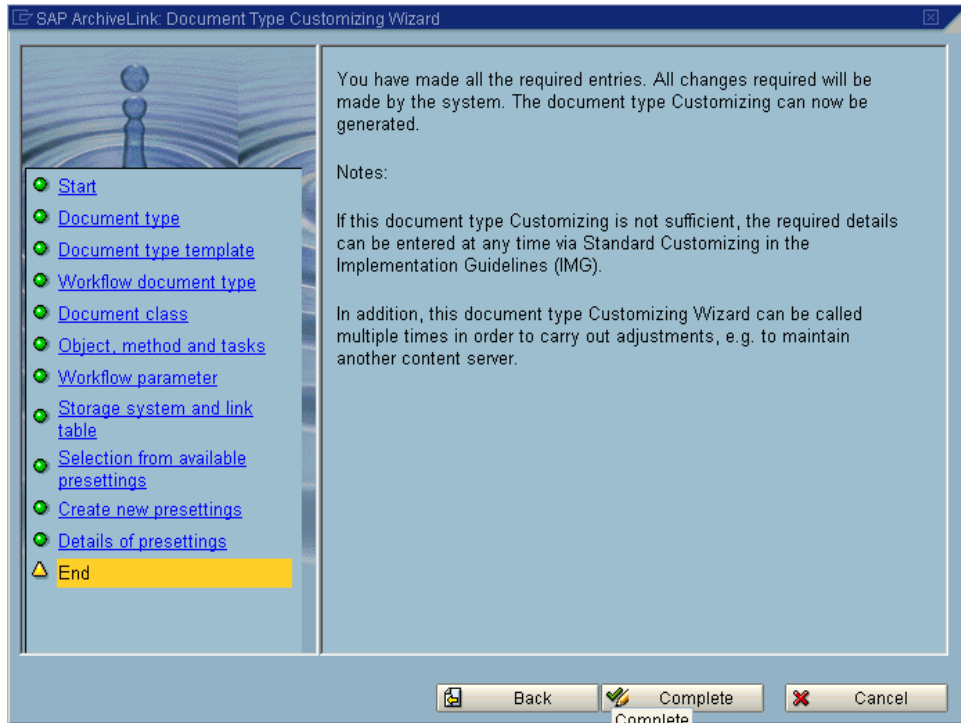 SAP ArchiveLink: Document Type Customizing Wizard
You have made all the required entries. All changes required will be
made by the system. The document type Customizing can now be
generated.
Notes:
If this document type Customizing is not sufficient, the required details
can be entered at any time via Standard Customizing in the
Implementation Guidelines (IMG).
In addition, this document type Customizing Wizard can be called
multiple times in order to carry out adjustments, e.g. to maintain
another content server.
Start
Document type
Document type template
Workflow document type
Document class
Object, method and tasks
Workflow parameter
Storage system and link
table
Selection from available
presettings
Create new presettings
Details of presettings
End
Back
Complete
Cancel
Complete